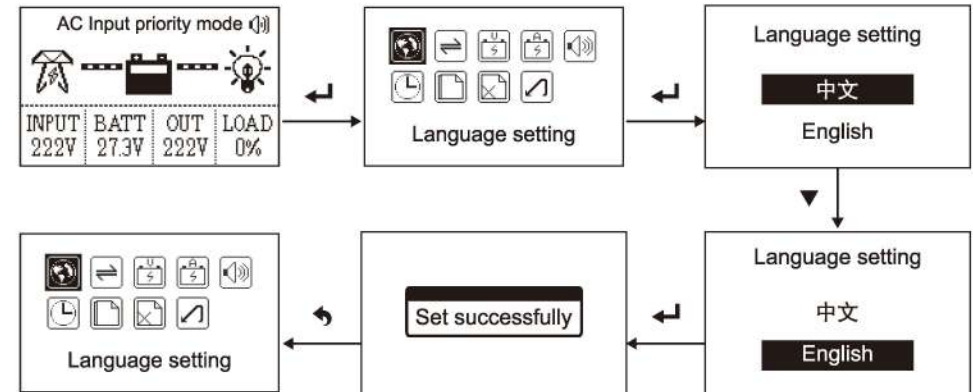 AC Input priority mode
INPUT BATT OUT LOAD
222V 27.3V 222V 0%
U
A
Language setting
Language setting
中文
English
Language setting
中文
English
Set successfully
U
A
Language setting